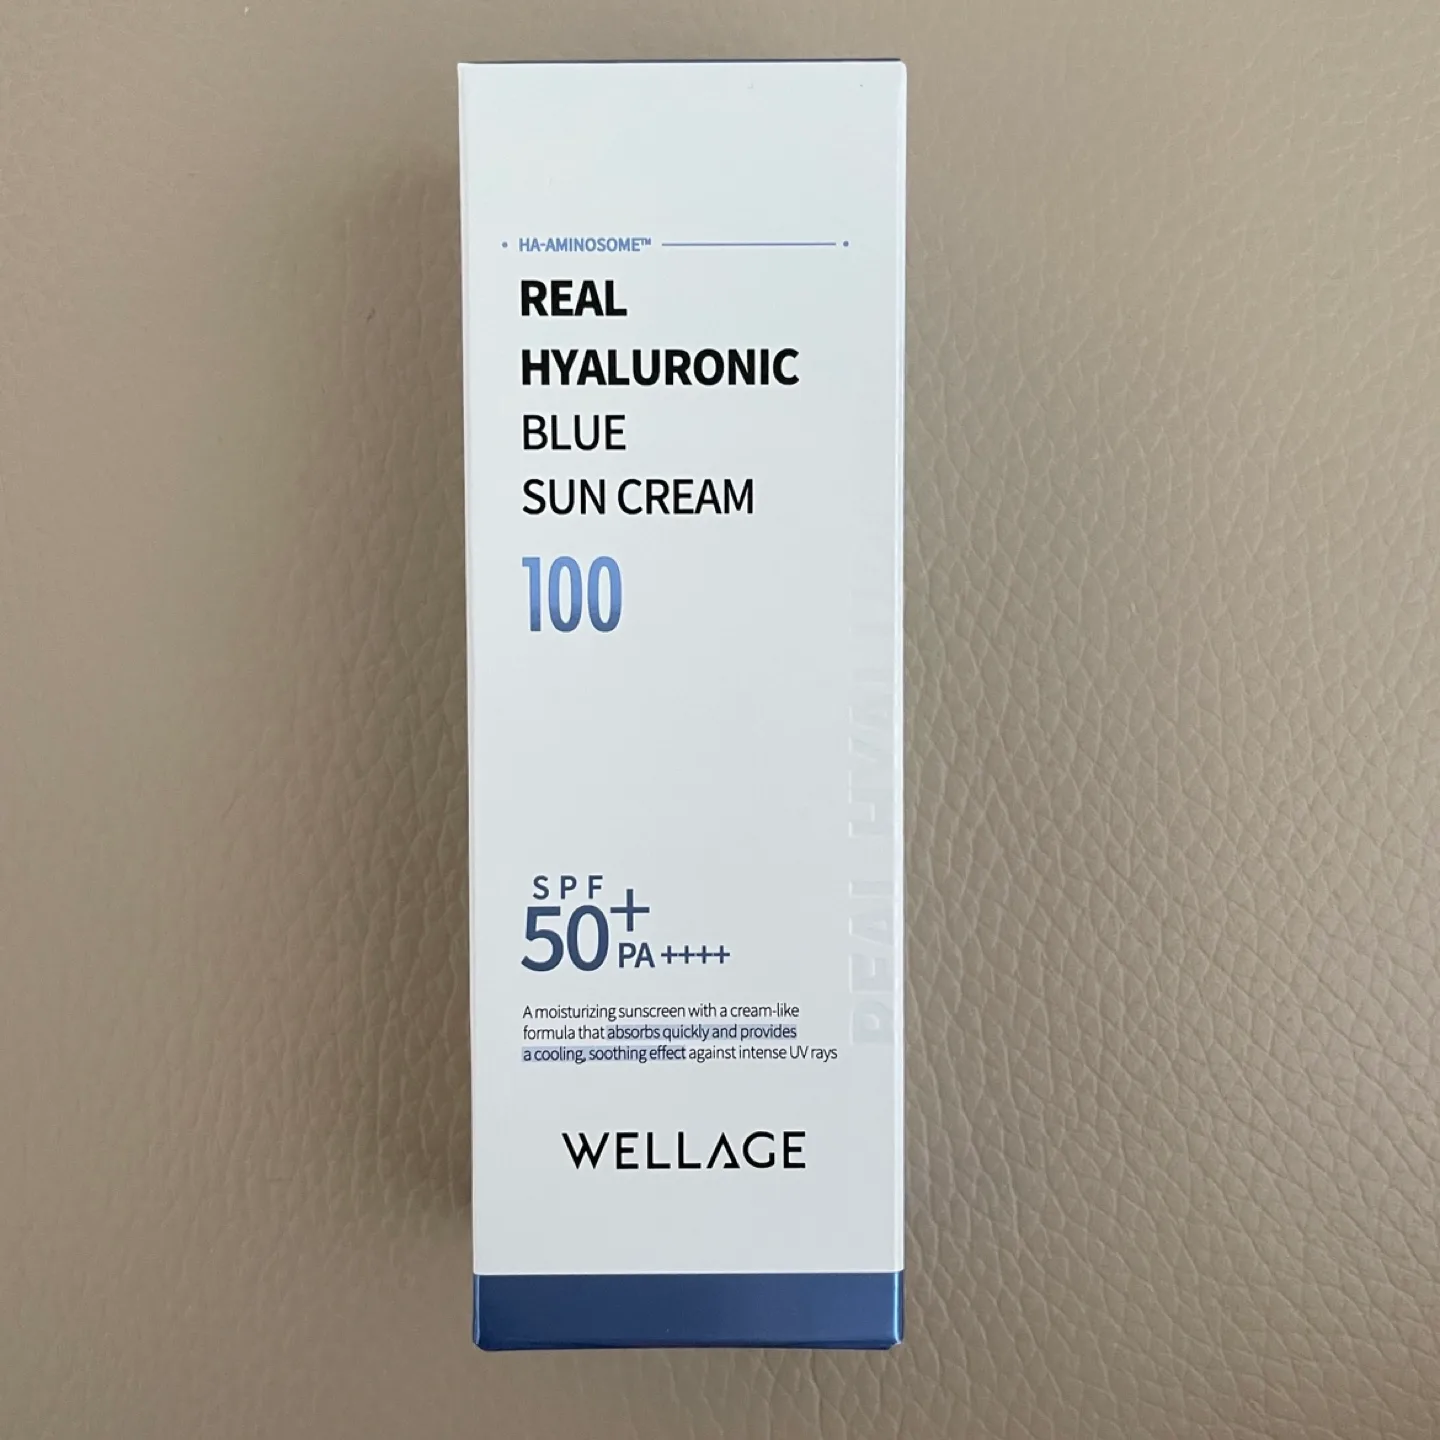 HA-AMINOSOME™
REAL
HYALURONIC
BLUE
SUN CREAM
100
SPF
50+
PA++++
A moisturizing sunscreen with a cream-like
formula that absorbs quickly and provides
a cooling, soothing effect against intense UV rays
WELLAGE